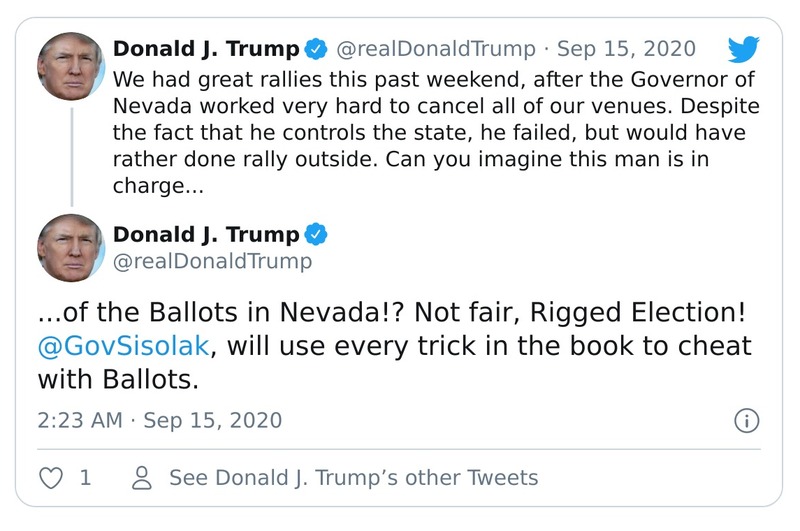 Donald J. Trump @realDonaldTrump · Sep 15, 2020
We had great rallies this past weekend, after the Governor of
Nevada worked very hard to cancel all of our venues. Despite
the fact that he controls the state, he failed, but would have
rather done rally outside. Can you imagine this man is in
charge...
Donald J. Trump
@realDonaldTrump
...of the Ballots in Nevada!? Not fair, Rigged Election!
@GovSisolak, will use every trick in the book to cheat
with Ballots.
2:23 AM · Sep 15, 2020
1 See Donald J. Trump’s other Tweets